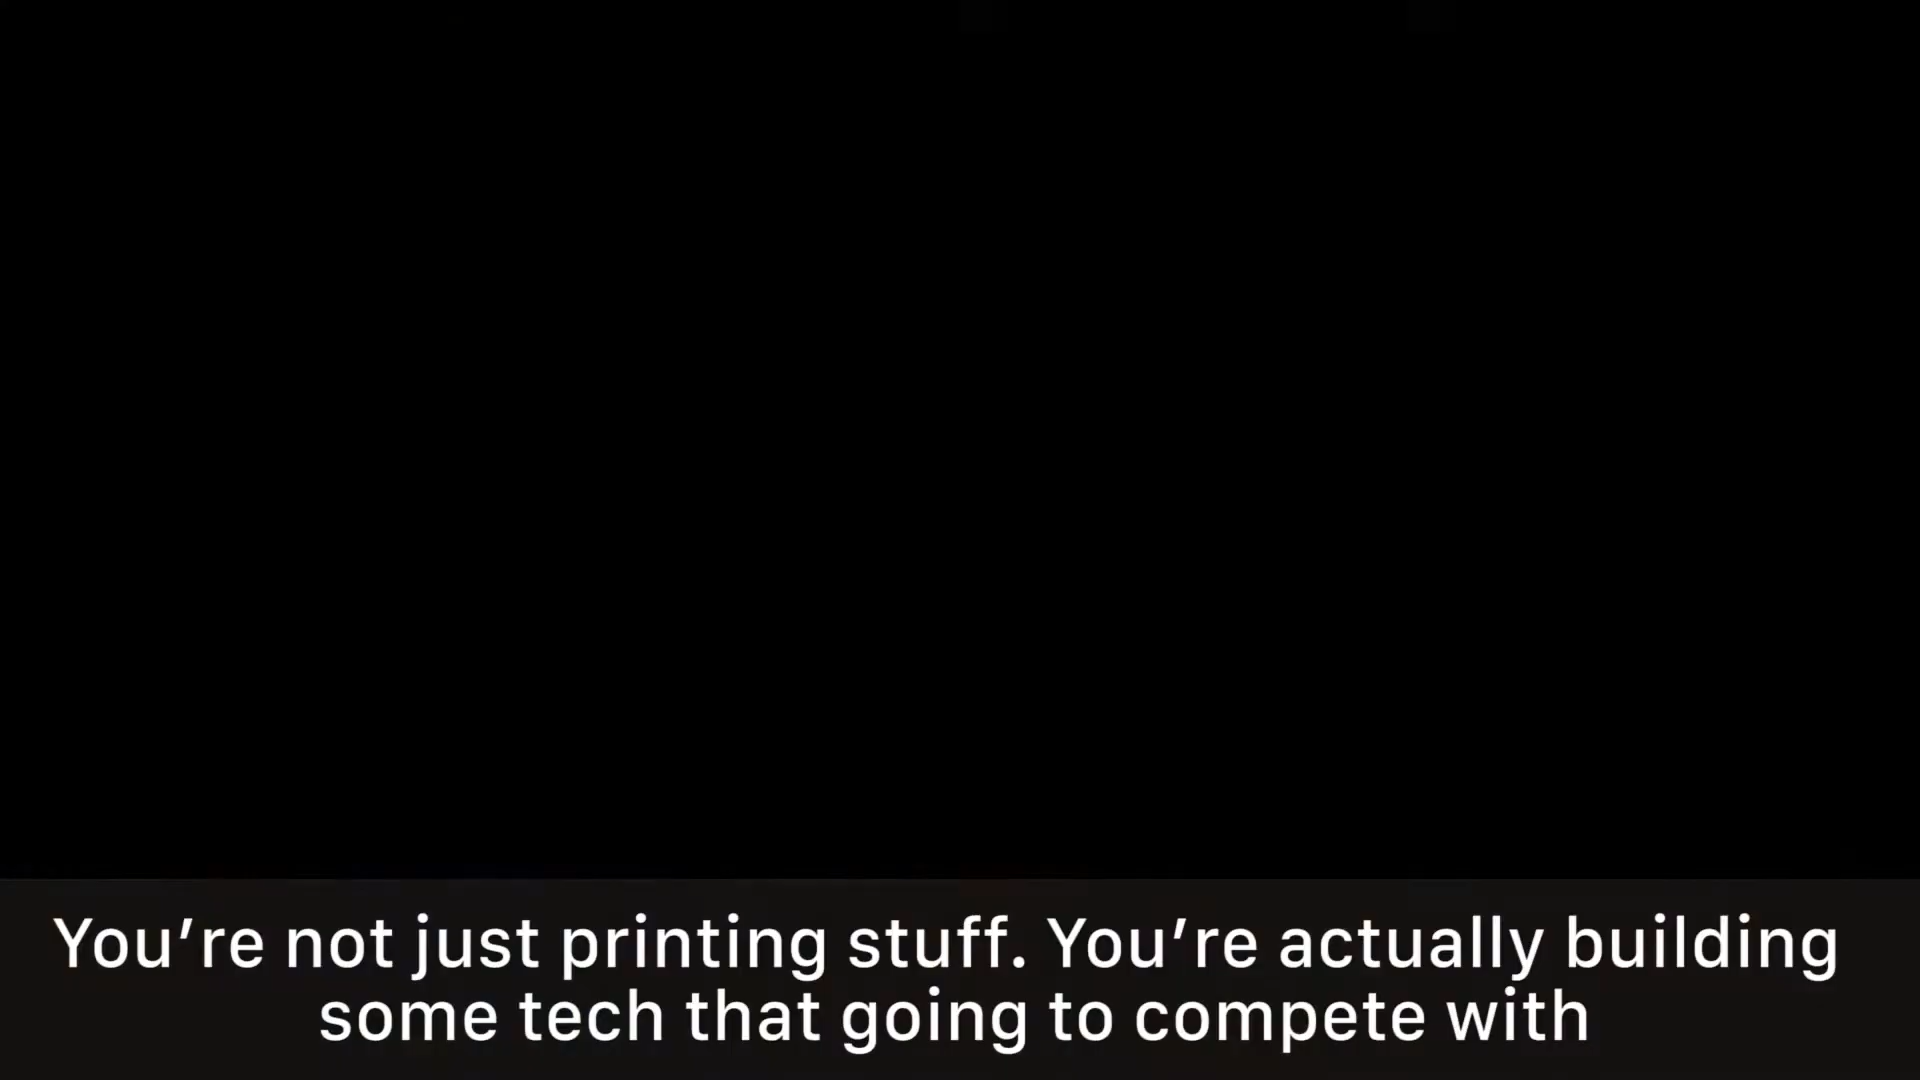 You’re not just printing stuff. You’re actually building
some tech that going to compete with